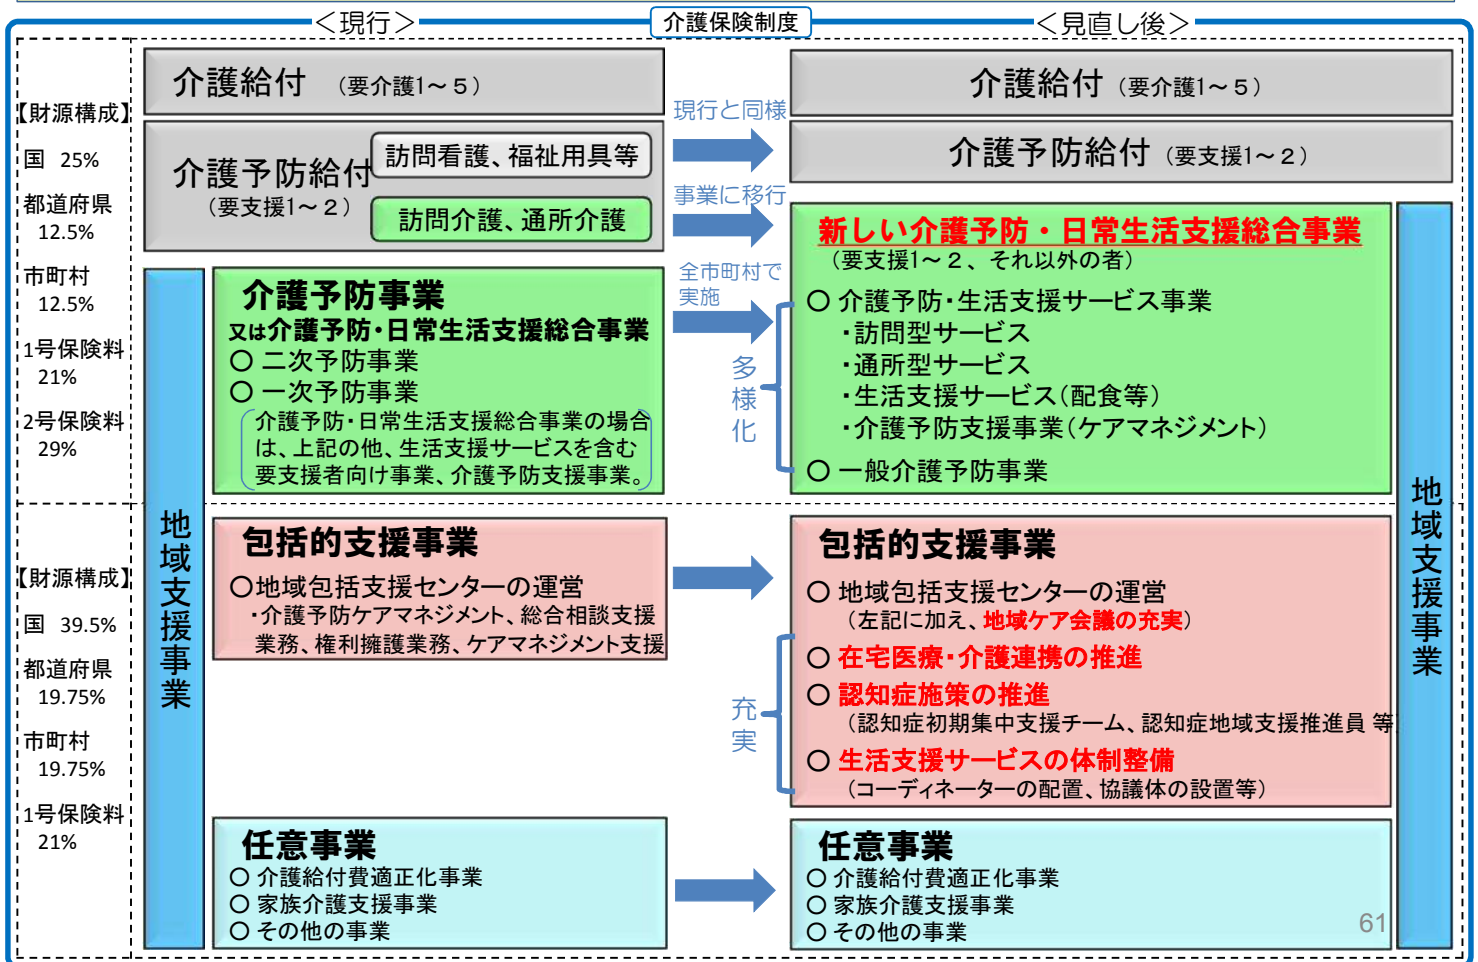 ＜現行＞
介護保険制度
＜見直し後＞
【財源構成】
国 25%
都道府県
12.5%
市町村
12.5%
1号保険料
21%
2号保険料
29%
【財源構成】
国 39.5%
都道府県
19.75%
市町村
19.75%
1号保険料
21%
介護給付 （要介護1～５）
介護予防給付
（要支援1～２）
訪問看護、福祉用具等
訪問介護、通所介護
地域支援事業
介護予防事業
又は介護予防・日常生活支援総合事業
○ 二次予防事業
○ 一次予防事業
介護予防・日常生活支援総合事業の場合
は、上記の他、生活支援サービスを含む
要支援者向け事業、介護予防支援事業。
包括的支援事業
○地域包括支援センターの運営
・介護予防ケアマネジメント、総合相談支援
業務、権利擁護業務、ケアマネジメント支援
任意事業
○ 介護給付費適正化事業
○ 家族介護支援事業
○ その他の事業
現行と同様
事業に移行
全市町村で
実施
多様化
充実
介護給付 （要介護1～５）
介護予防給付 （要支援1～２）
新しい介護予防・日常生活支援総合事業
（要支援1～２、それ以外の者）
○ 介護予防・生活支援サービス事業
・訪問型サービス
・通所型サービス
・生活支援サービス（配食等）
・介護予防支援事業（ケアマネジメント）
○ 一般介護予防事業
包括的支援事業
○ 地域包括支援センターの運営
（左記に加え、地域ケア会議の充実）
○ 在宅医療・介護連携の推進
○ 認知症施策の推進
（認知症初期集中支援チーム、認知症地域支援推進員 等
○ 生活支援サービスの体制整備
（コーディネーターの配置、協議体の設置等）
任意事業
○ 介護給付費適正化事業
○ 家族介護支援事業
○ その他の事業
地域支援事業
61